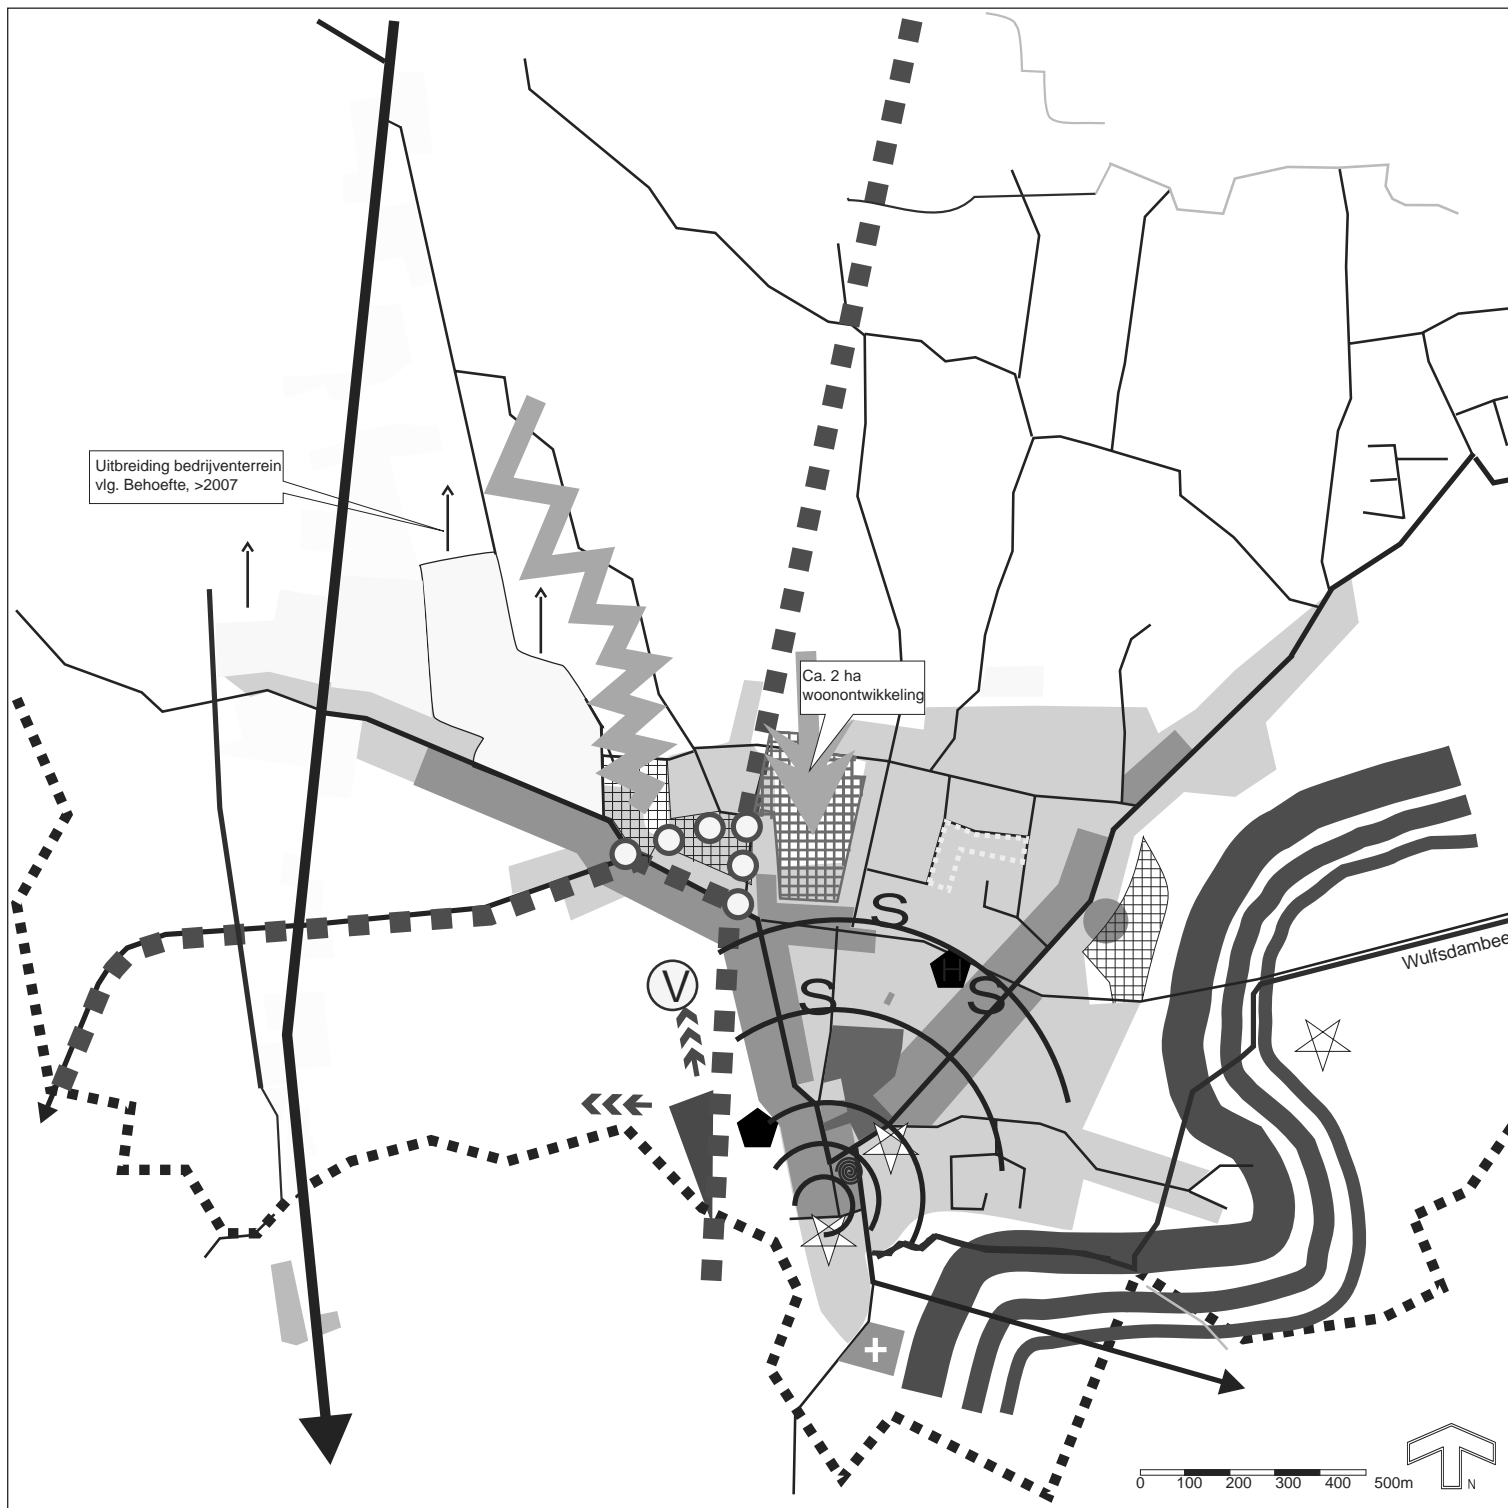 Uitbreiding bedrijventerrein
vlg. Behoefte, >2007
Ca. 2 ha
woonontwikkeling
S
H
S
S
V
Wulfsdambee
+
0 100 200 300 400 500m
N